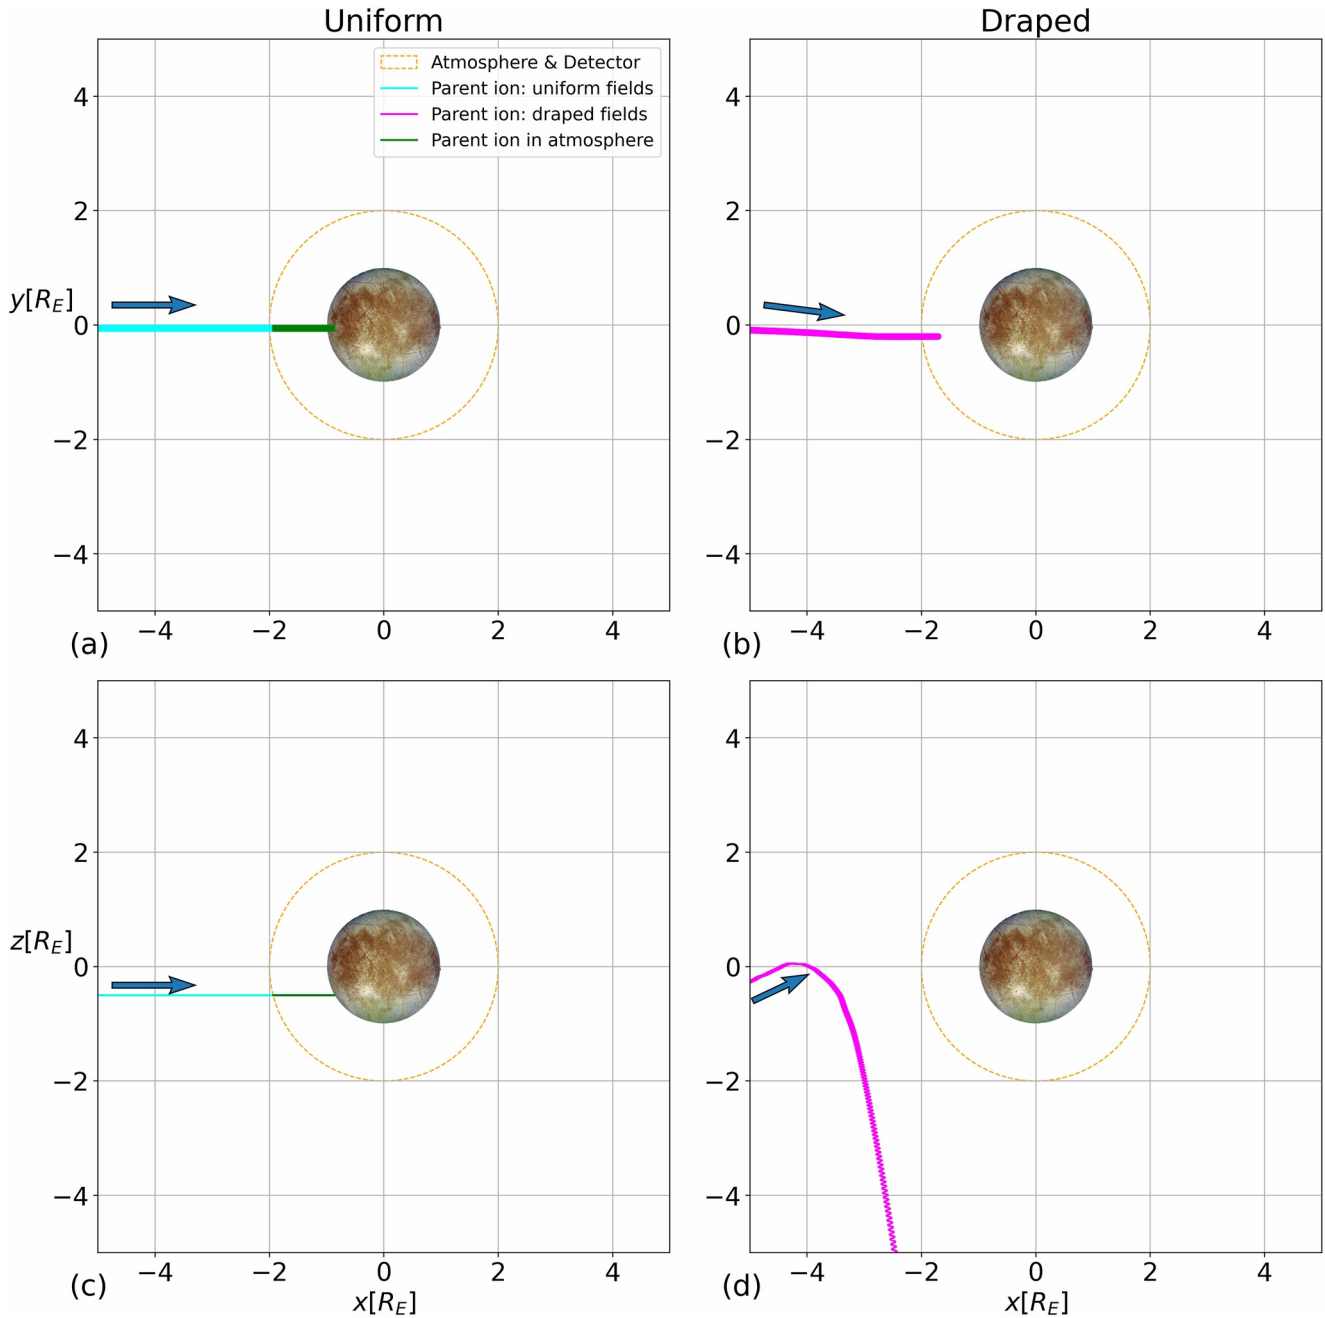 Uniform
Draped
Atmosphere & Detector
Parent ion: uniform fields
Parent ion: draped fields
Parent ion in atmosphere
4
2
y[R_E] 0
−2
−4
−4 −2 0 2 4
(a)
4
2
0
−2
−4
−4 −2 0 2 4
(b)
4
2
z[R_E] 0
−2
−4
−4 −2 0 2 4
(c)
x[R_E]
4
2
0
−2
−4
−4 −2 0 2 4
(d)
x[R_E]